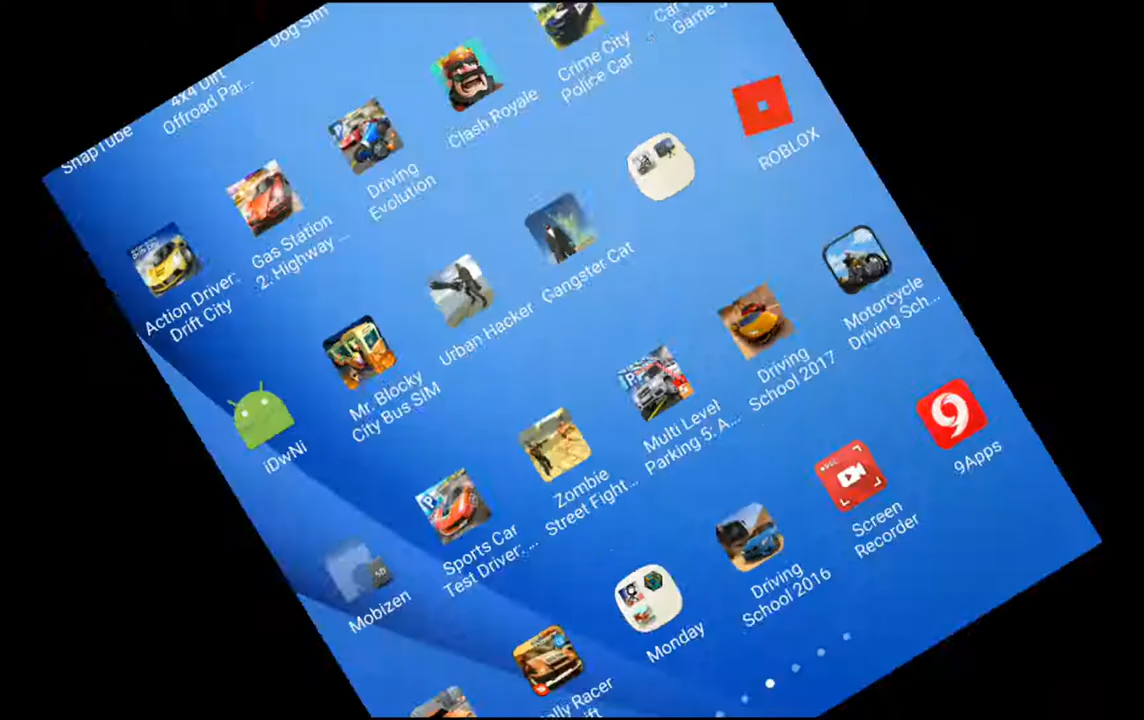 Dog Sim
SnapTube
4x4 Dirt
Offroad Par...
Clash Royale
Crime City
Police Car
Game
Action Driver:
Drift City
Gas Station
2: Highway ...
Driving
Evolution
ROBLOX
iDwNi
Mr. Blocky
City Bus SIM
Urban Hacker
Gangster Cat
Motorcycle
Driving Sch...
Mobizen
AD
Sports Car
Test Driver: ...
Zombie
Street Fight...
Multi Level
Parking 5: A...
Driving
School 2017
9Apps
Monday
Driving
School 2016
Screen
Recorder
Racer